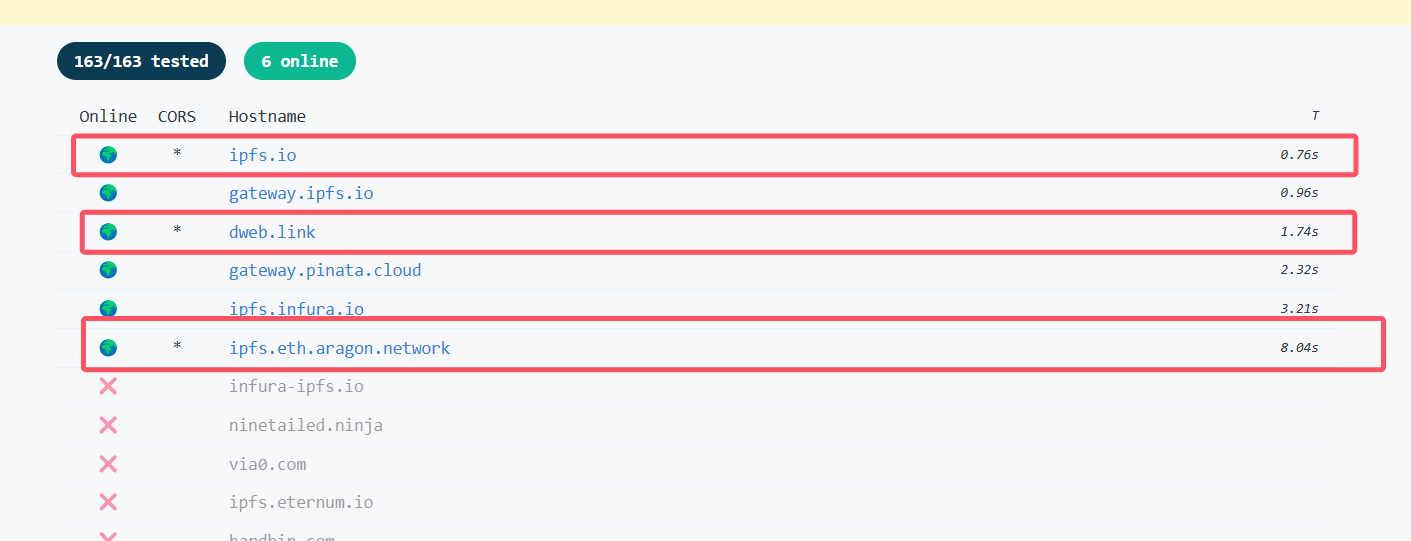 163/163 tested 6 online
Online CORS Hostname T
* ipfs.io 0.76s
gateway.ipfs.io 0.96s
* dweb.link 1.74s
gateway.pinata.cloud 2.32s
ipfs.infura.io 3.21s
* ipfs.eth.aragon.network 8.04s
infura-ipfs.io
ninetailed.ninja
via0.com
ipfs.eternum.io